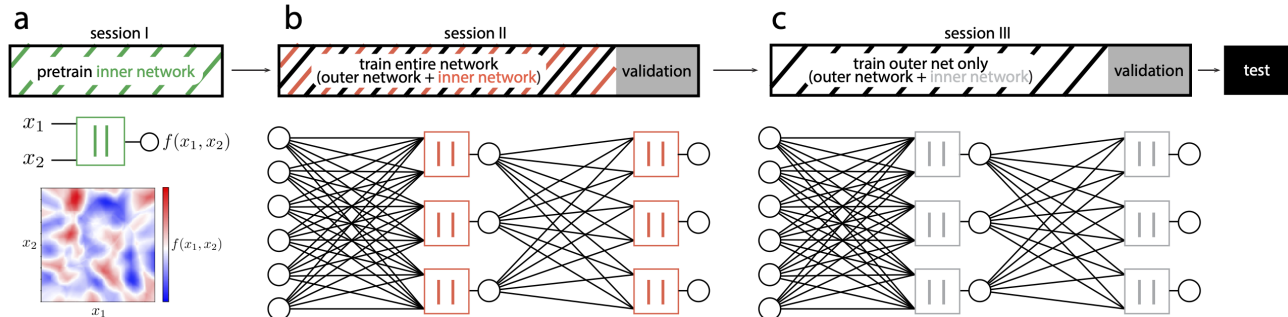 a
session I
pretrain inner network
x₁
x₂
f(x₁, x₂)
x₂
f(x₁, x₂)
x₁
b
session II
train entire network
(outer network + inner network)
validation
c
session III
train outer net only
(outer network + inner network)
validation
test